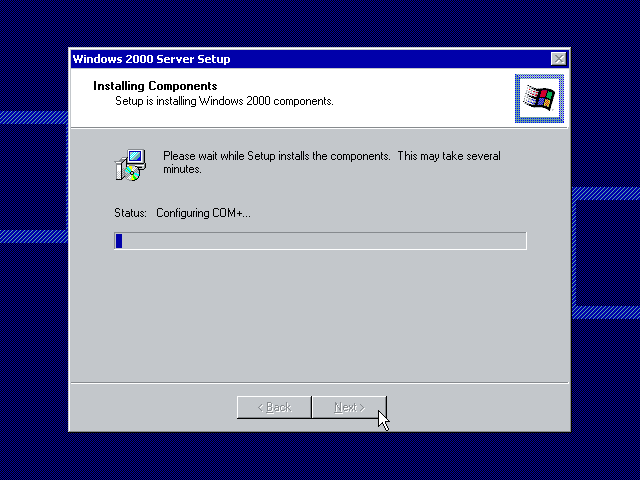 Windows 2000 Server Setup
Installing Components
Setup is installing Windows 2000 components.
Please wait while Setup installs the components. This may take several
minutes.
Status: Configuring COM+...
< Back Next >